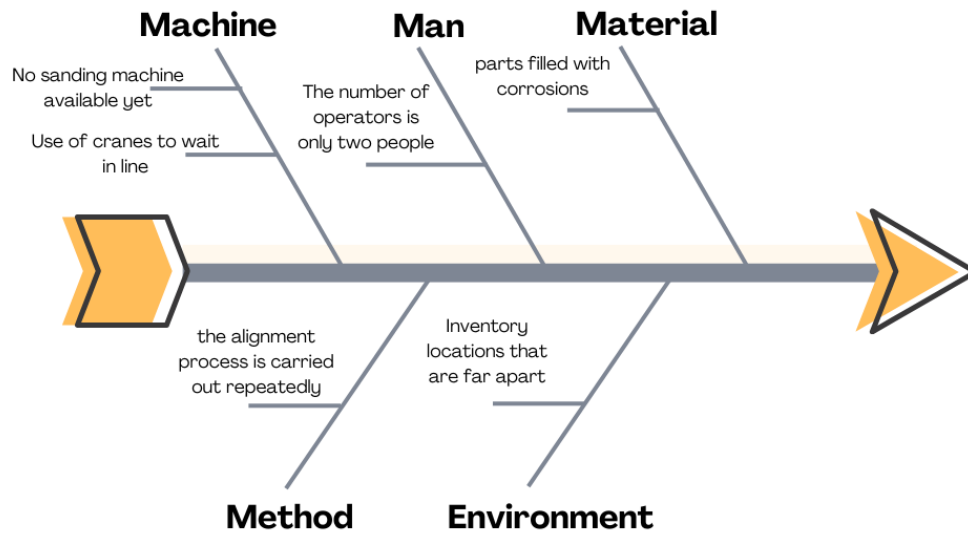 Machine
Man
Material
No sanding machine
available yet
Use of cranes to wait
in line
The number of
operators is
only two people
parts filled with
corrosions
the alignment
process is carried
out repeatedly
Inventory
locations that
are far apart
Method
Environment